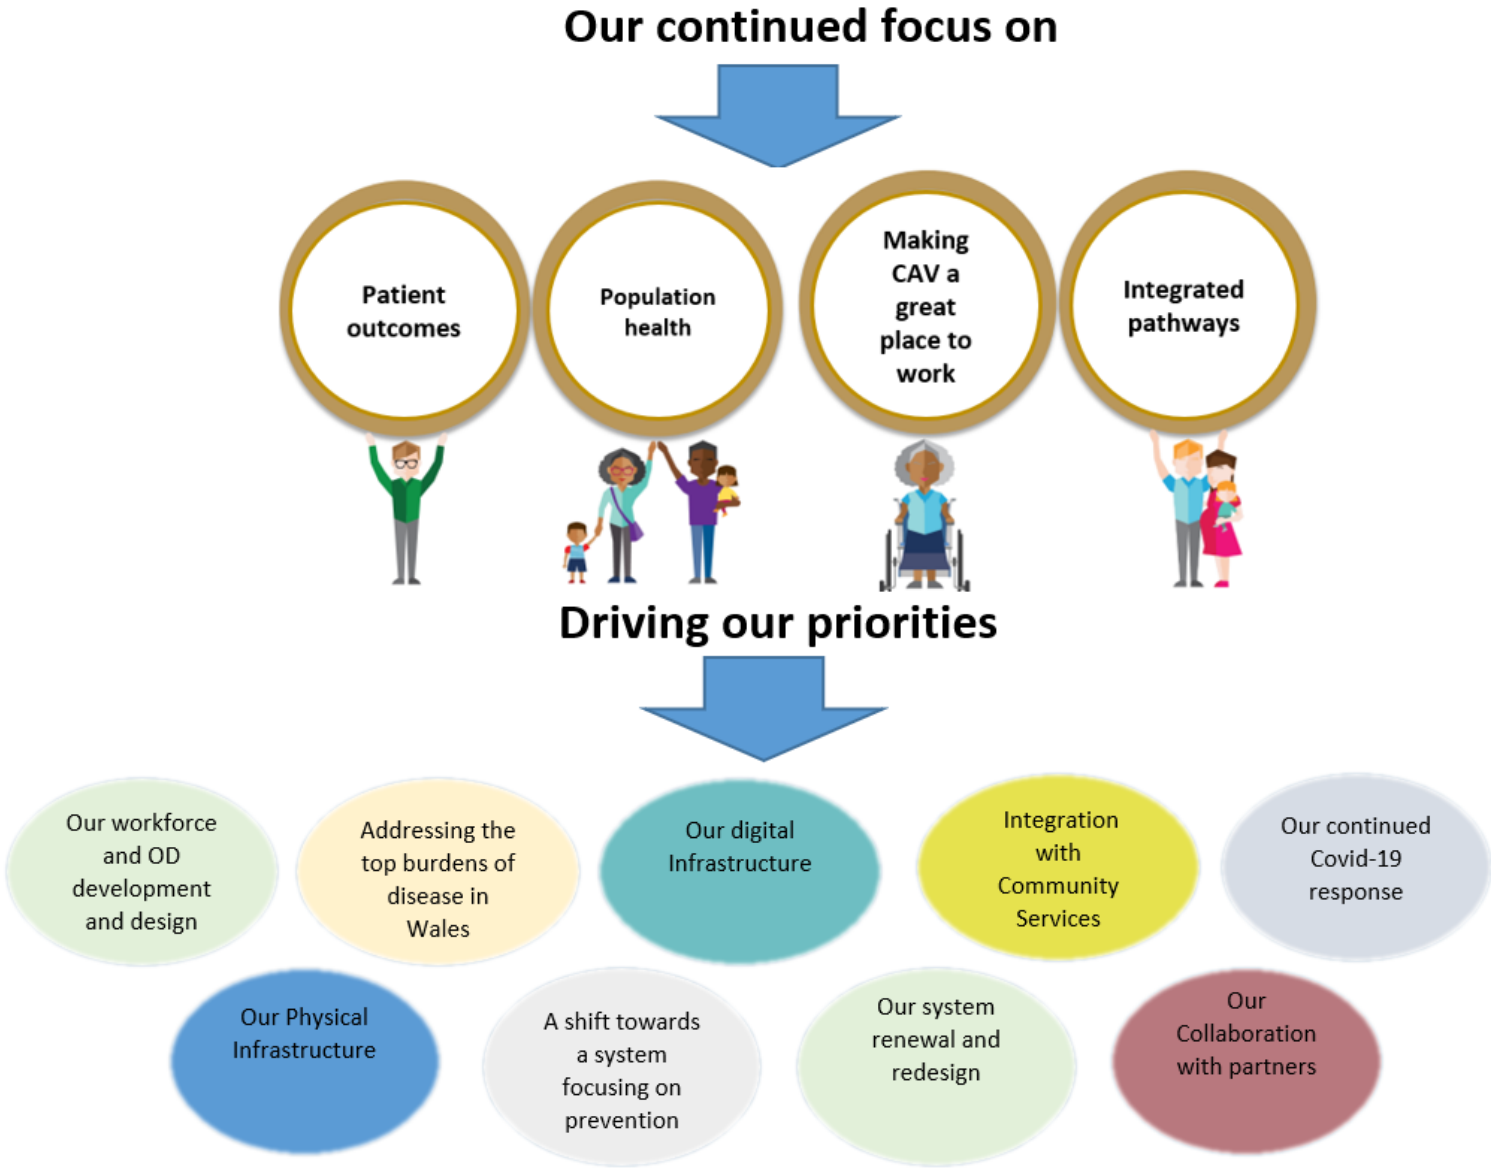 Our continued focus on
Patient
outcomes
Population
health
Making
CAV a
great
place to
work
Integrated
pathways
Driving our priorities
Our workforce
and OD
development
and design
Addressing the
top burdens of
disease in
Wales
Our digital
Infrastructure
Integration
with
Community
Services
Our continued
Covid-19
response
Our Physical
Infrastructure
A shift towards
a system
focusing on
prevention
Our system
renewal and
redesign
Our
Collaboration
with partners